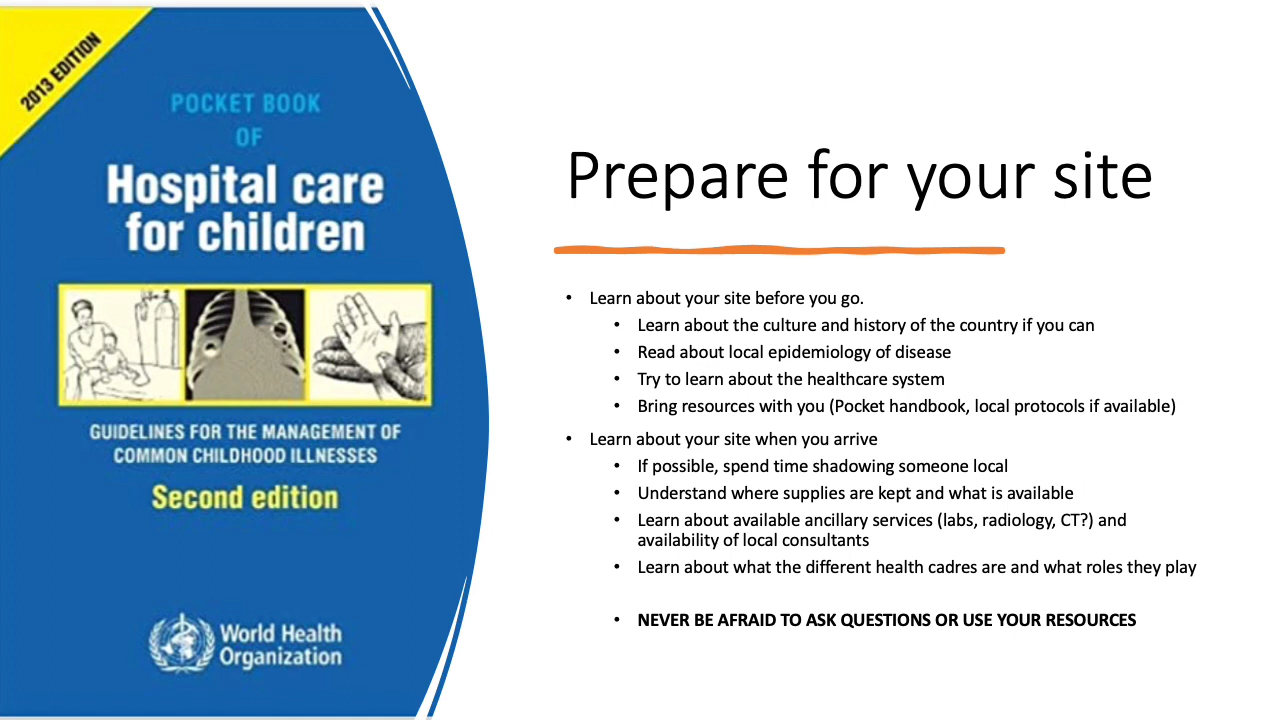 2013 EDITION
POCKET BOOK
OF
Hospital care
for children
GUIDELINES FOR THE MANAGEMENT OF
COMMON CHILDHOOD ILLNESSES
Second edition
World Health
Organization
Prepare for your site
• Learn about your site before you go.
• Learn about the culture and history of the country if you can
• Read about local epidemiology of disease
• Try to learn about the healthcare system
• Bring resources with you (Pocket handbook, local protocols if available)
• Learn about your site when you arrive
• If possible, spend time shadowing someone local
• Understand where supplies are kept and what is available
• Learn about available ancillary services (labs, radiology, CT?) and
availability of local consultants
• Learn about what the different health cadres are and what roles they play
• NEVER BE AFRAID TO ASK QUESTIONS OR USE YOUR RESOURCES